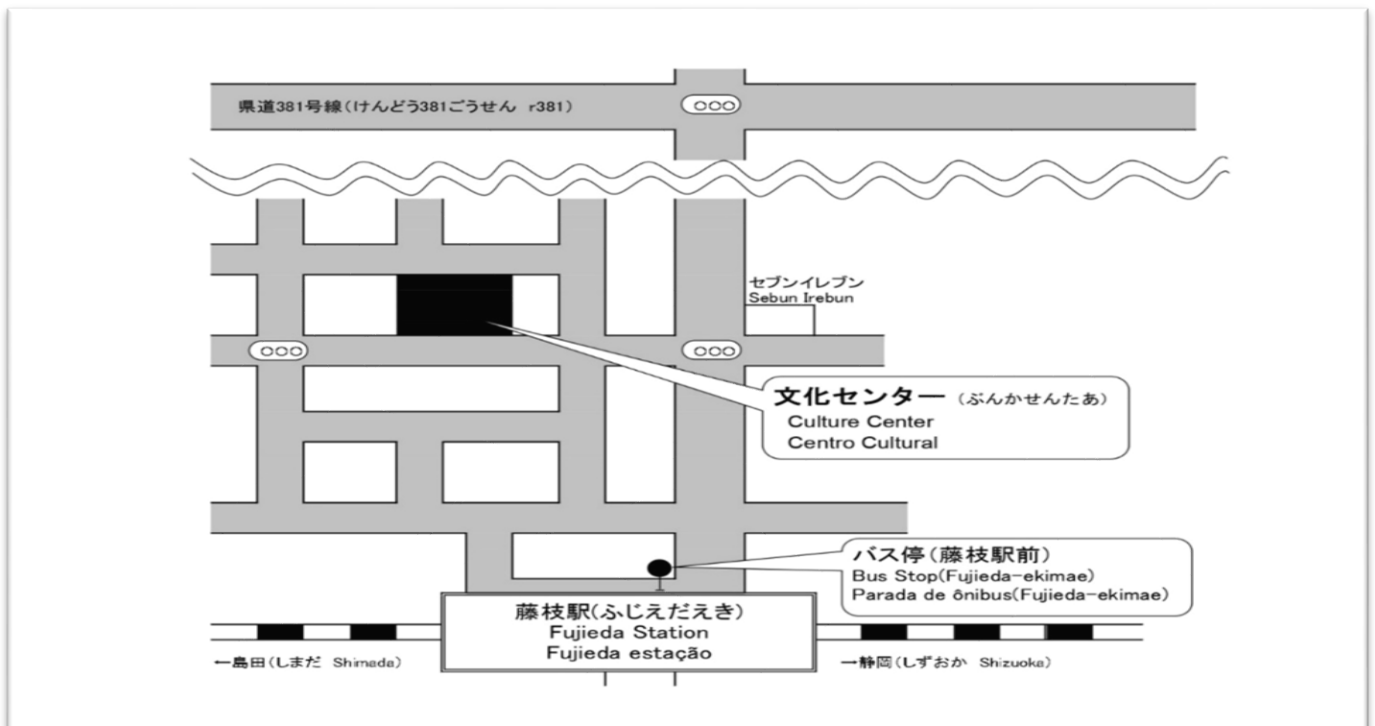 県道381号線(けんどう381ごうせん r381)
セブンイレブン
Sebun Irebun
文化センター (ぶんかせんたあ)
Culture Center
Centro Cultural
バス停(藤枝駅前)
Bus Stop(Fujieda-ekimae)
Parada de ônibus(Fujieda-ekimae)
藤枝駅(ふじえだえき)
Fujieda Station
Fujieda estação
←島田(しまだ Shimada)
→静岡(しずおか Shizuoka)